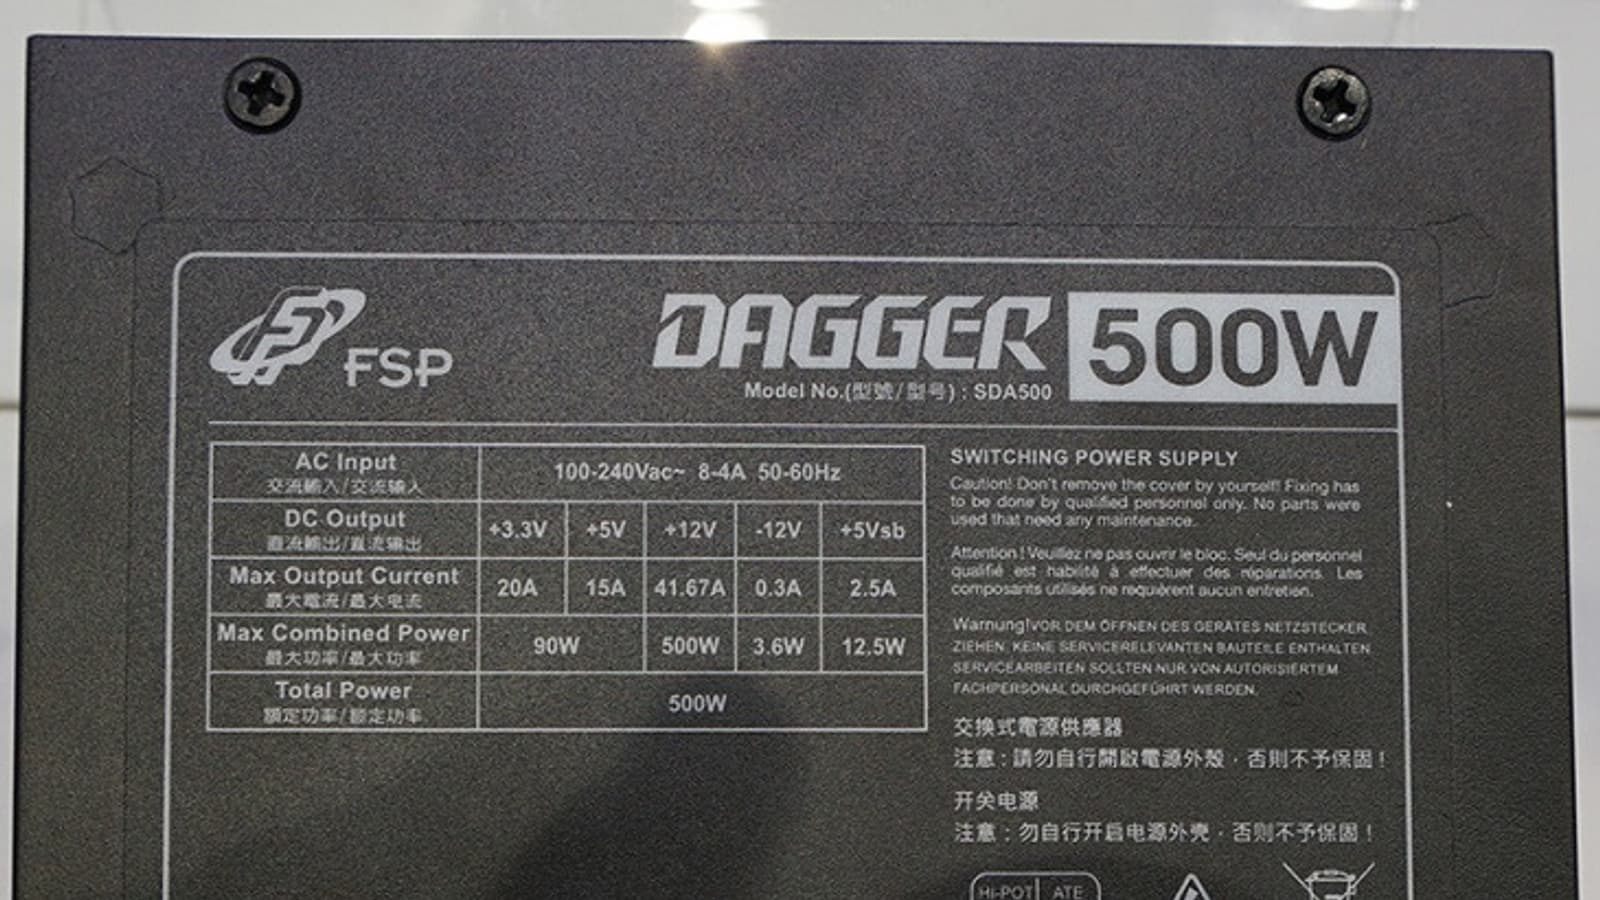 FSP
DAGGER 500W
Model No.(型號/型号) : SDA500
AC Input 100-240Vac~ 8-4A 50-60Hz
交流輸入/交流输入
DC Output +3.3V +5V +12V -12V +5Vsb
直流輸出/直流输出
Max Output Current 20A 15A 41.67A 0.3A 2.5A
最大電流/最大电流
Max Combined Power 90W 500W 3.6W 12.5W
最大功率/最大功率
Total Power 500W
額定功率/额定功率
SWITCHING POWER SUPPLY
Caution! Don't remove the cover by yourself! Fixing has
to be done by qualified personnel only. No parts were
used that need any maintenance.
Attention ! Veuillez ne pas ouvrir le bloc. Seul du personnel
qualifié est habilité à effectuer des réparations. Les
composants utilisés ne requièrent aucun entretien.
Warnung!VOR DEM ÖFFNEN DES GERÄTES NETZSTECKER
ZIEHEN. KEINE SERVICERELEVANTEN BAUTEILE ENTHALTEN
SERVICEARBEITEN SOLLTEN NUR VON AUTORISIERTEM
FACHPERSONAL DURCHGEFÜHRT WERDEN.
交換式電源供應器
注意 : 請勿自行開啟電源外殼，否則不予保固 !
开关电源
注意 : 勿自行开启电源外壳，否则不予保固 !
Hi-POT ATE